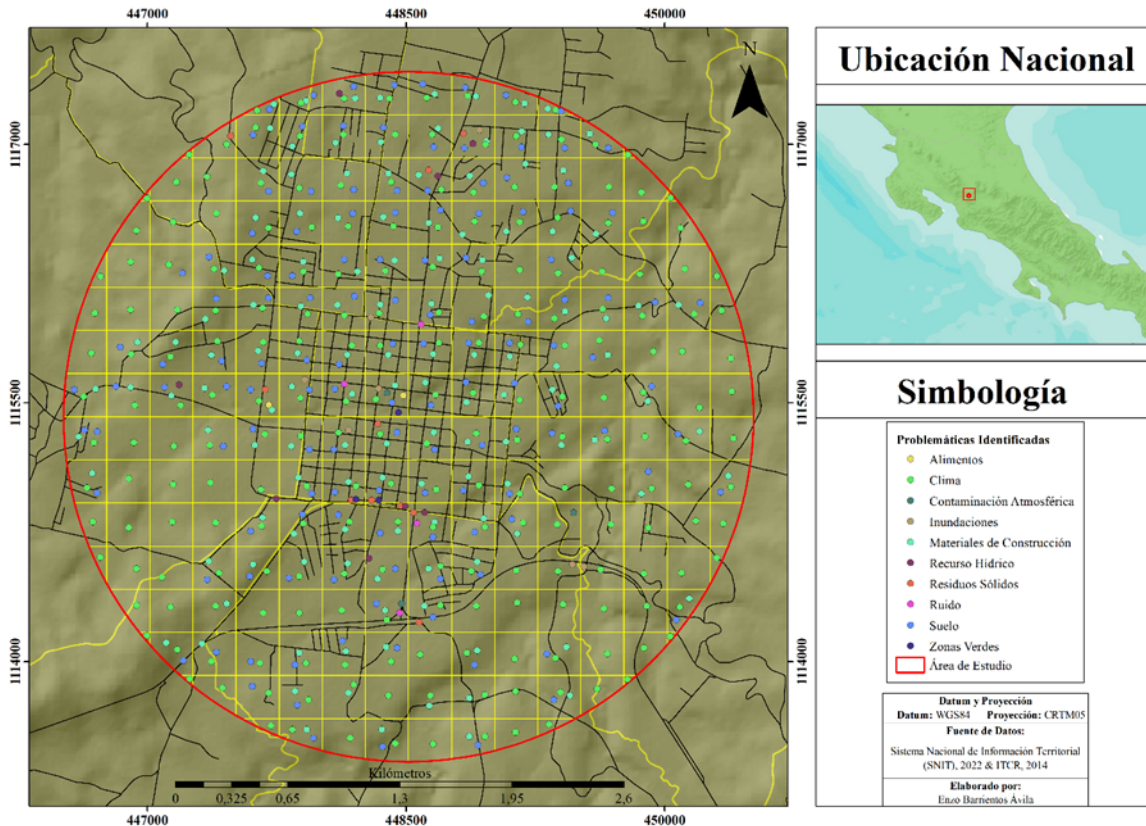 447000
448500
450000
N
1117000
1117000
1115500
1115500
1114000
1114000
Kilómetros
0
0,325
0,65
1,3
1,95
2,6
447000
448500
450000
Ubicación Nacional
Simbología
Problemáticas Identificadas
Alimentos
Clima
Contaminación Atmosférica
Inundaciones
Materiales de Construcción
Recurso Hídrico
Residuos Sólidos
Ruido
Suelo
Zonas Verdes
Área de Estudio
Datum y Proyección
Datum: WGS84 Proyección: CRTM05
Fuente de Datos:
Sistema Nacional de Información Territorial
(SNIT), 2022 & ITCR, 2014
Elaborado por:
Enzo Barrientos Ávila